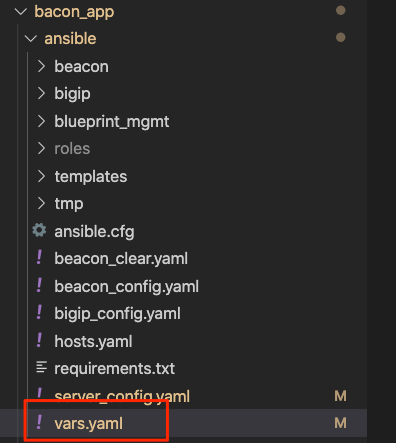 bacon_app
ansible
beacon
bigip
blueprint_mgmt
roles
templates
tmp
ansible.cfg
beacon_clear.yaml
beacon_config.yaml
bigip_config.yaml
hosts.yaml
requirements.txt
server_config.yaml M
vars.yaml M